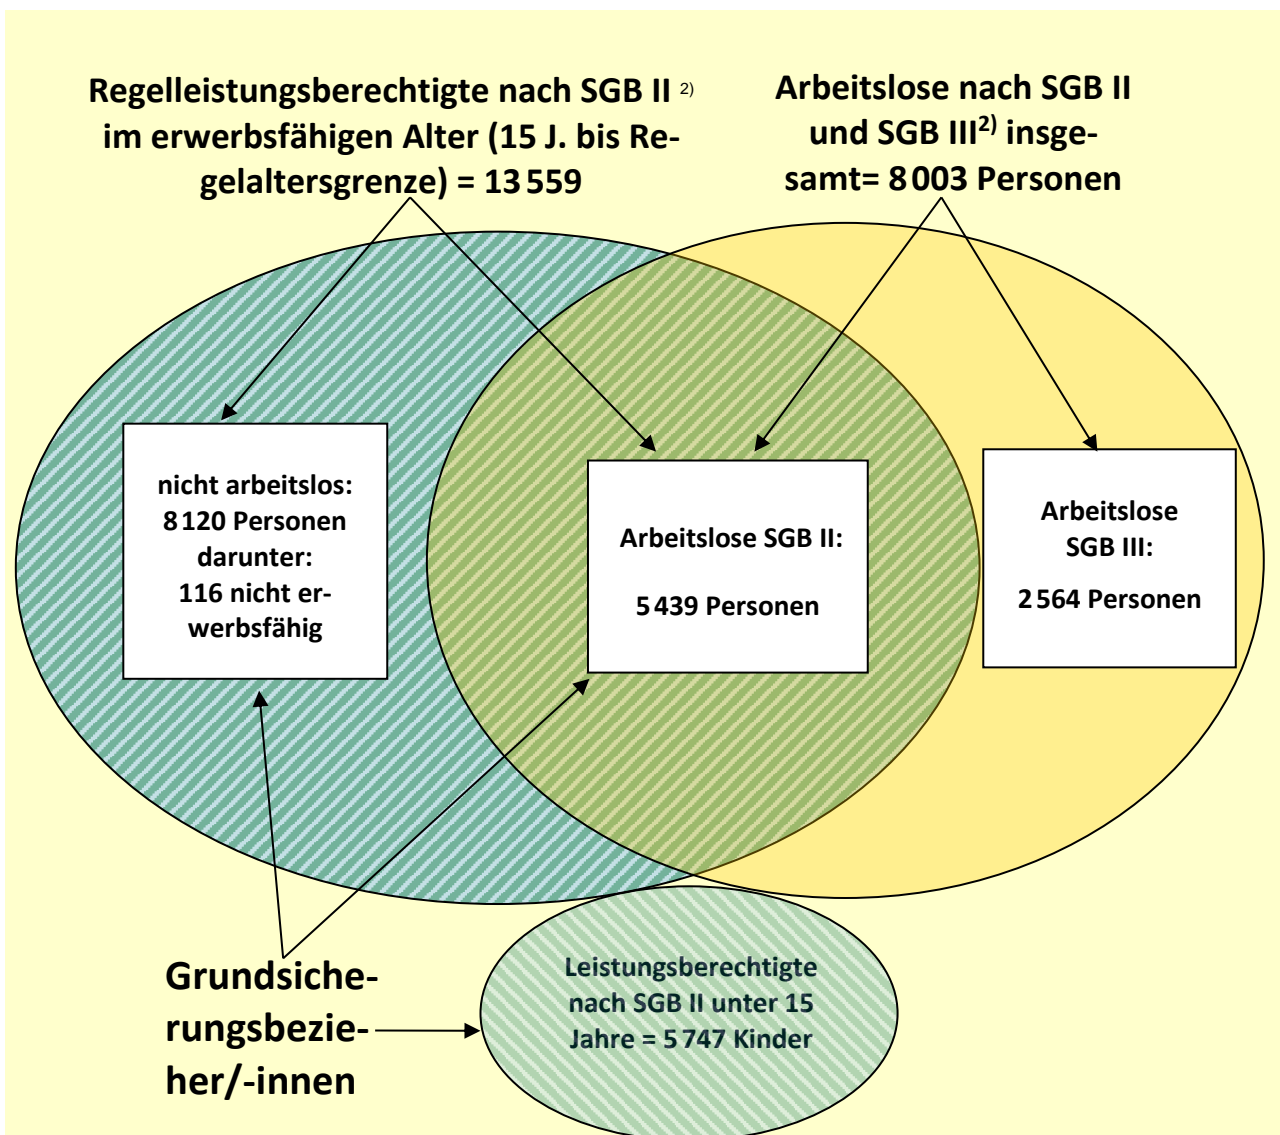 Regelleistungsberechtigte nach SGB II 2)
im erwerbsfähigen Alter (15 J. bis Re-
gelaltersgrenze) = 13 559
Arbeitslose nach SGB II
und SGB III2) insge-
samt= 8 003 Personen
nicht arbeitslos:
8 120 Personen
darunter:
116 nicht er-
werbsfähig
Arbeitslose SGB II:
5 439 Personen
Arbeitslose
SGB III:
2 564 Personen
Grundsiche-
rungsbezie-
her/-innen
Leistungsberechtigte
nach SGB II unter 15
Jahre = 5 747 Kinder